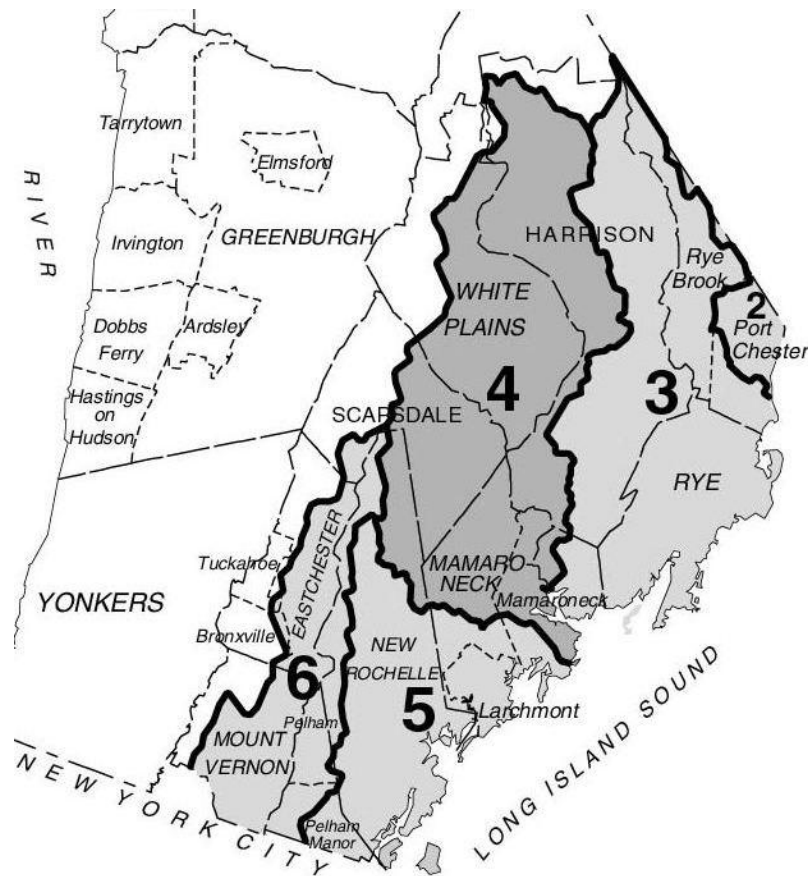 Tarrytown
Elmsford
RIVER
Irvington
GREENBURGH
HARRISON
Rye
Brook
WHITE
PLAINS
2
Port
Chester
Dobbs
Ferry
Ardsley
4
3
Hastings
on
Hudson
SCARSDALE
RYE
EASTCHESTER
Tuckahoe
MAMARO
NECK
Mamaroneck
YONKERS
Bronxville
NEW
ROCHELLE
6
5
Larchmont
Pelham
MOUNT
VERNON
Pelham
Manor
NEW YORK CITY
LONG ISLAND SOUND